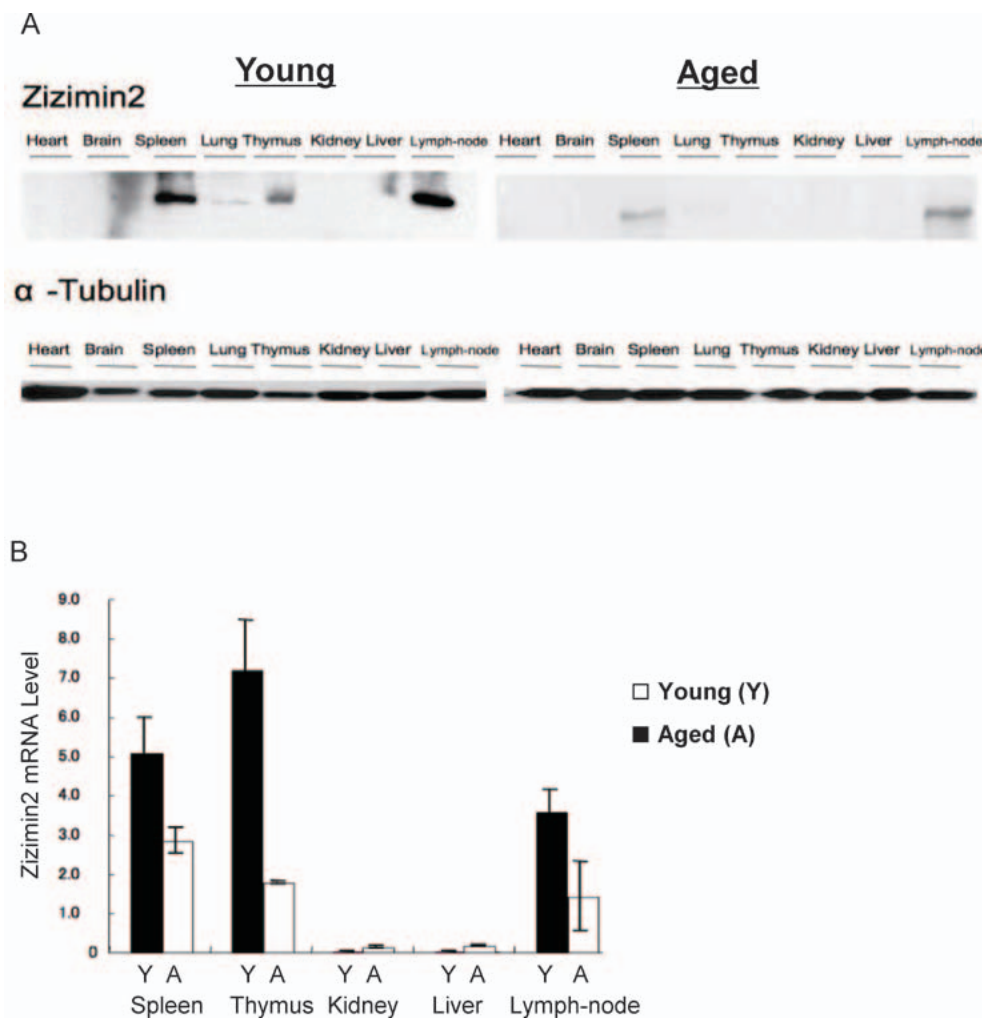 A
Young Aged
Zizimin2
Heart Brain Spleen Lung Thymus Kidney Liver Lymph-node Heart Brain Spleen Lung Thymus Kidney Liver Lymph-node
α -Tubulin
Heart Brain Spleen Lung Thymus Kidney Liver Lymph-node Heart Brain Spleen Lung Thymus Kidney Liver Lymph-node
B
Zizimin2 mRNA Level
9.0
8.0
7.0
6.0
5.0
4.0
3.0
2.0
1.0
0
Young (Y)
Aged (A)
Y A Y A Y A Y A Y A
Spleen Thymus Kidney Liver Lymph-node